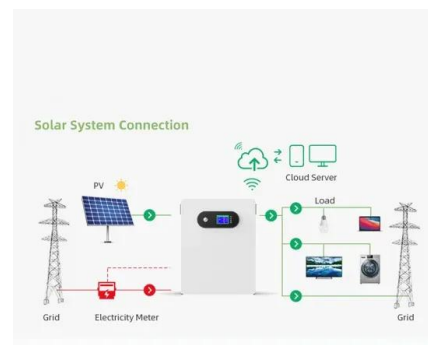 Solar System Connection
Cloud Server
PV
Load
Grid
Electricity Meter
Grid